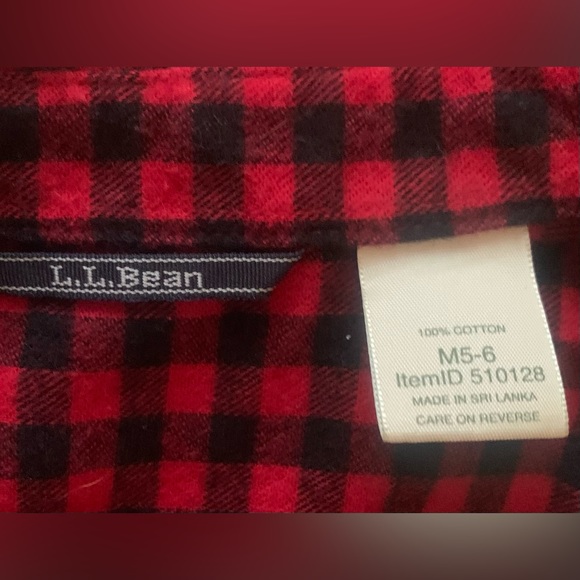 L.L.Bean
100% COTTON
M5-6
ItemID 510128
MADE IN SRI LANKA
CARE ON REVERSE